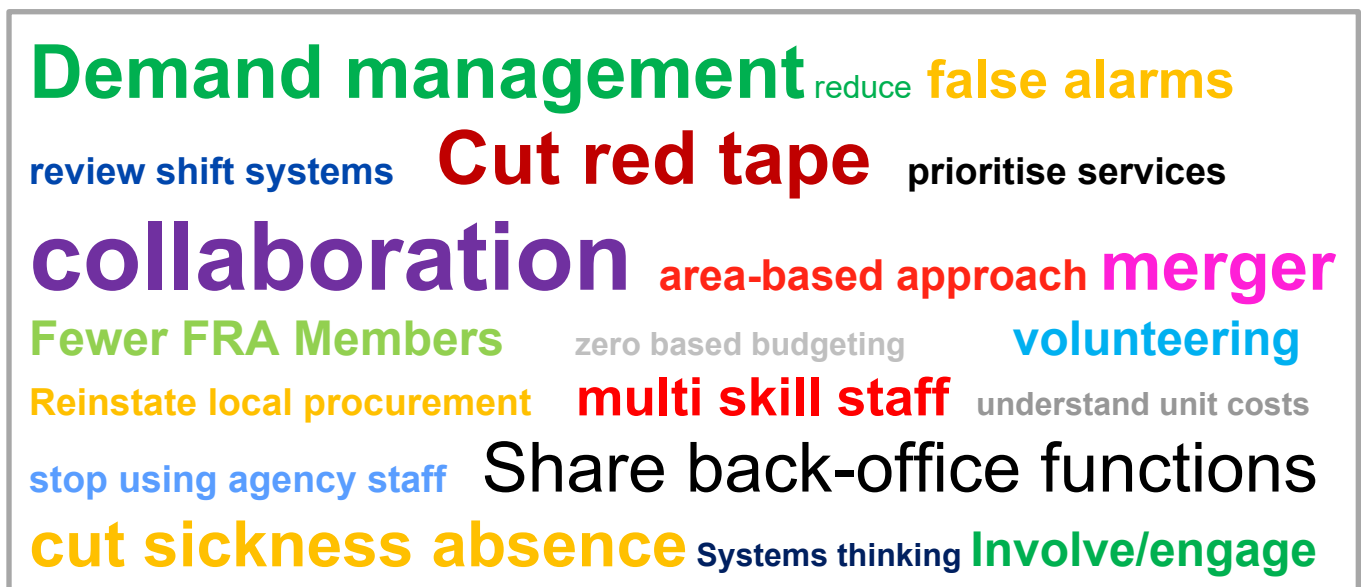 Demand management reduce false alarms
review shift systems Cut red tape prioritise services
collaboration area-based approach merger
Fewer FRA Members zero based budgeting volunteering
Reinstate local procurement multi skill staff understand unit costs
stop using agency staff Share back-office functions
cut sickness absence Systems thinking Involve/engage